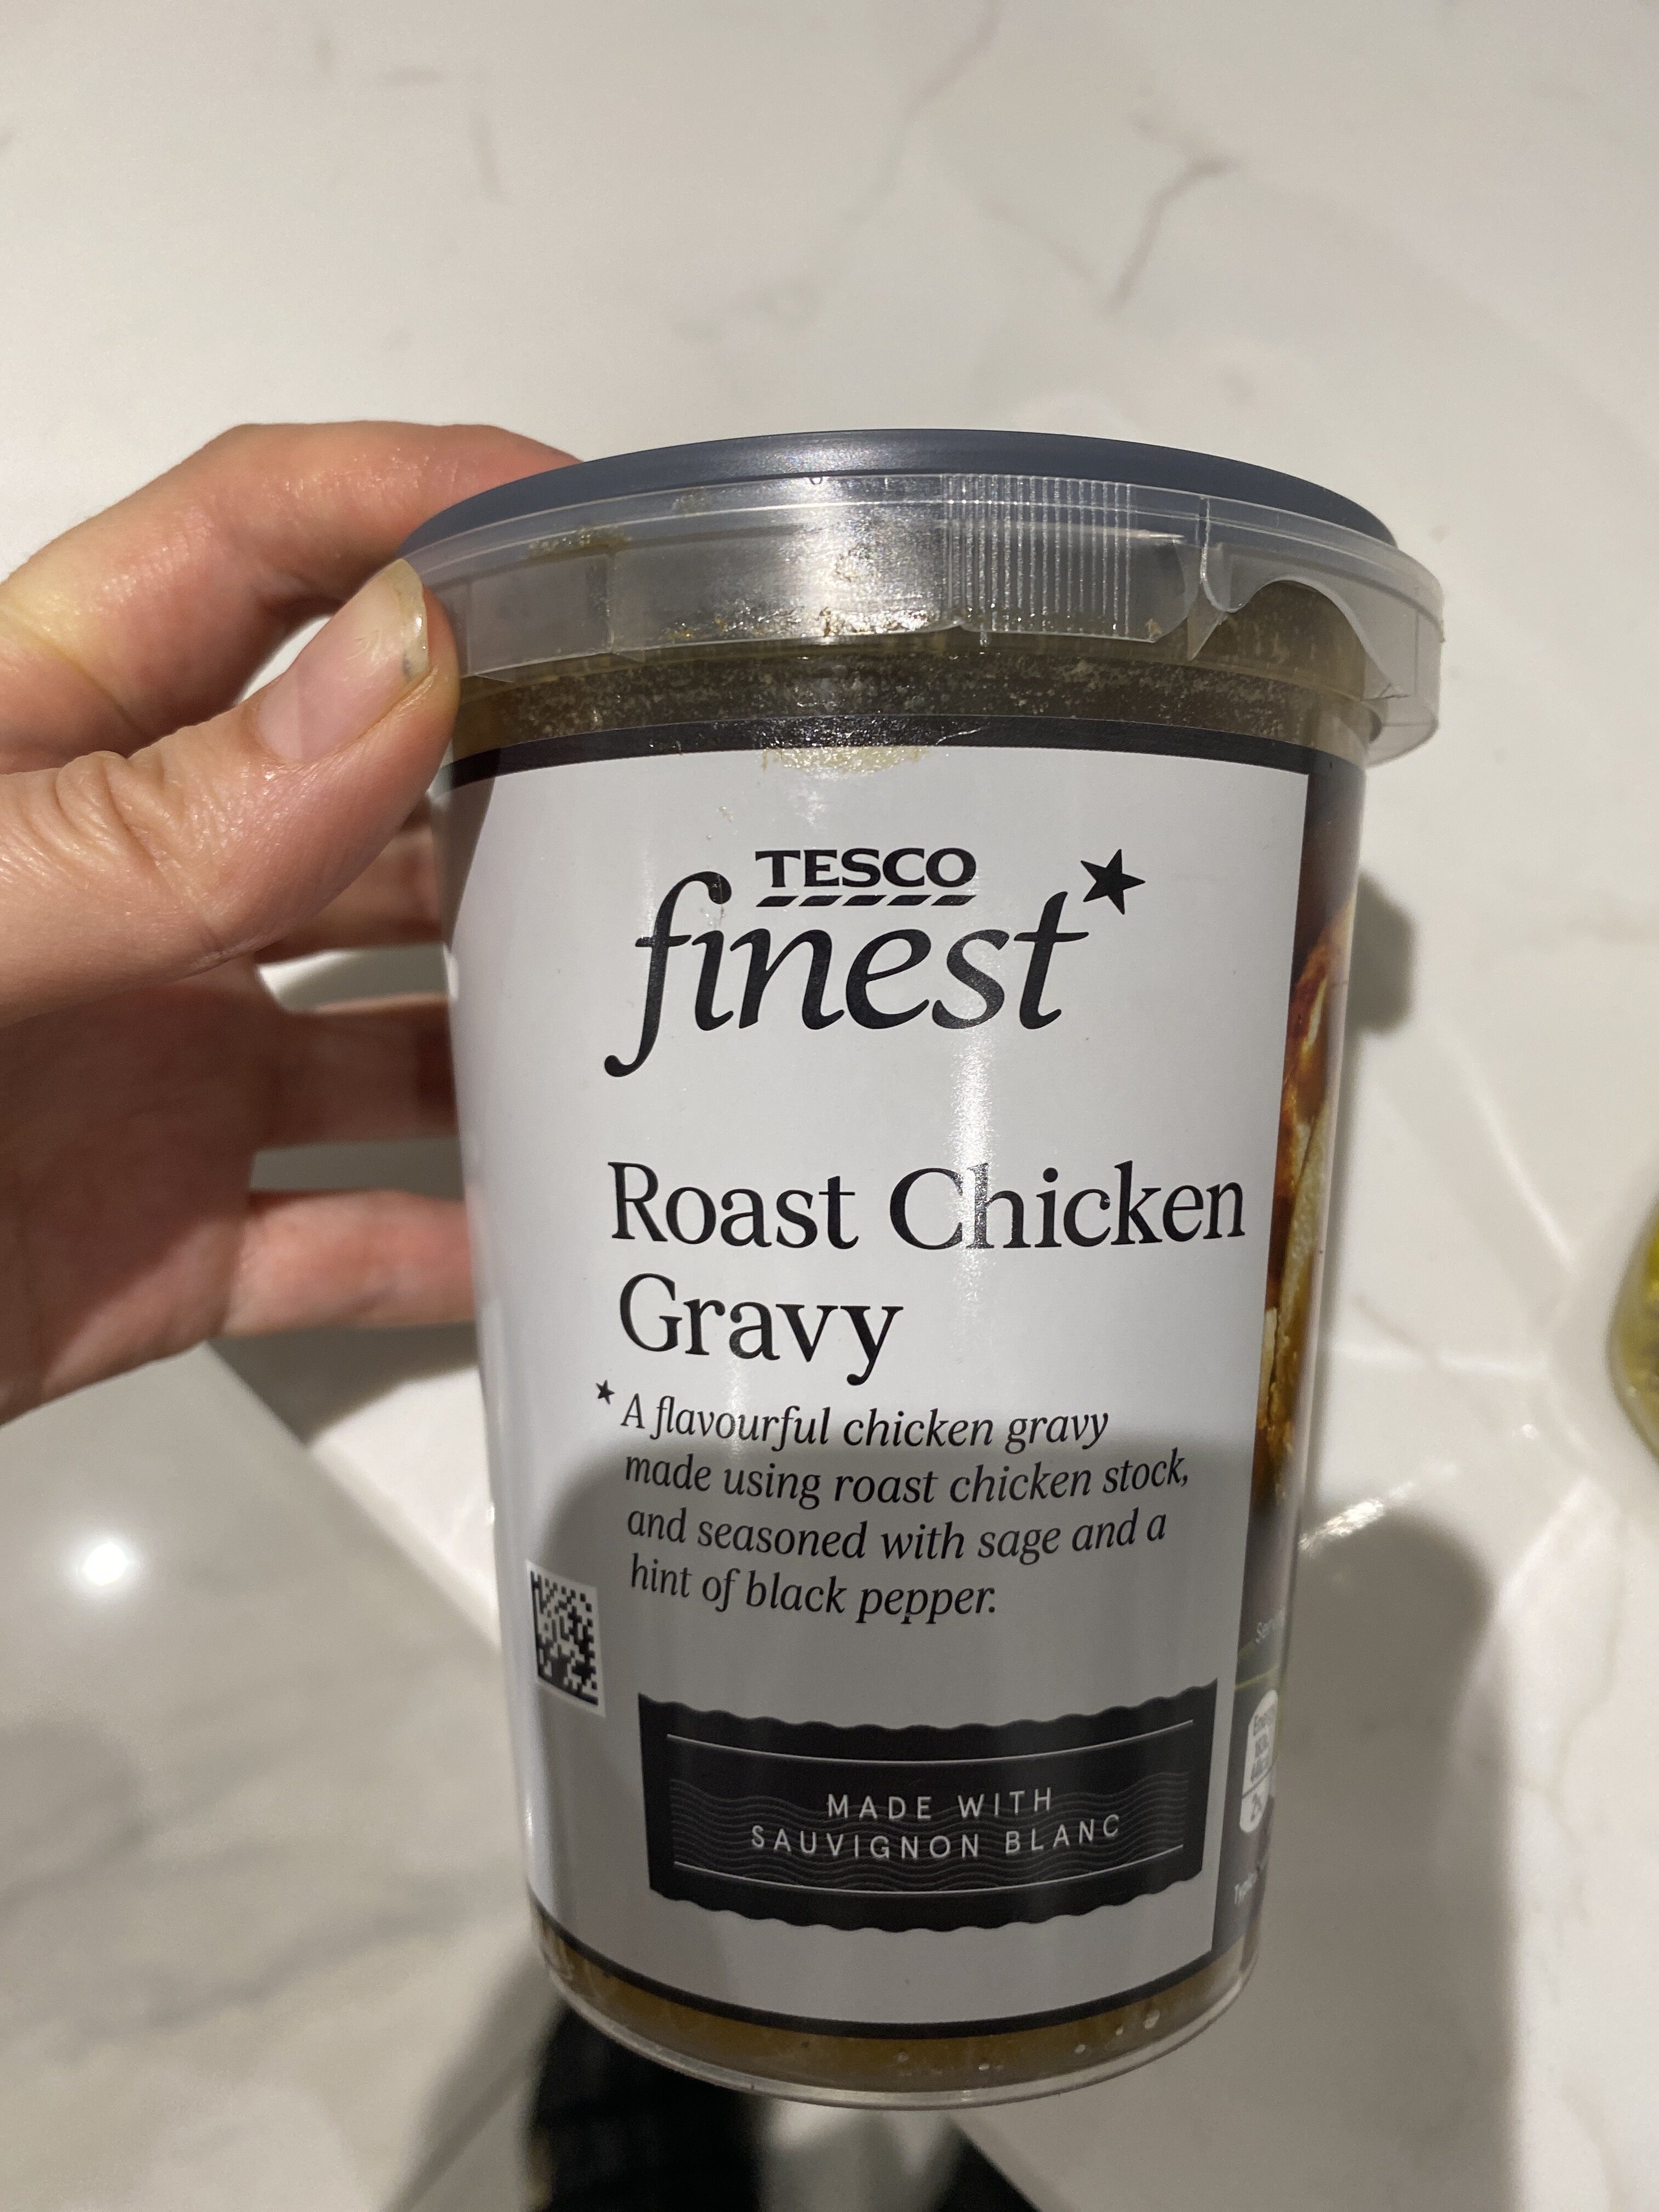 TESCO
finest*
Roast Chicken
Gravy
* A flavourful chicken gravy
made using roast chicken stock,
and seasoned with sage and a
hint of black pepper.
MADE WITH
SAUVIGNON BLANC